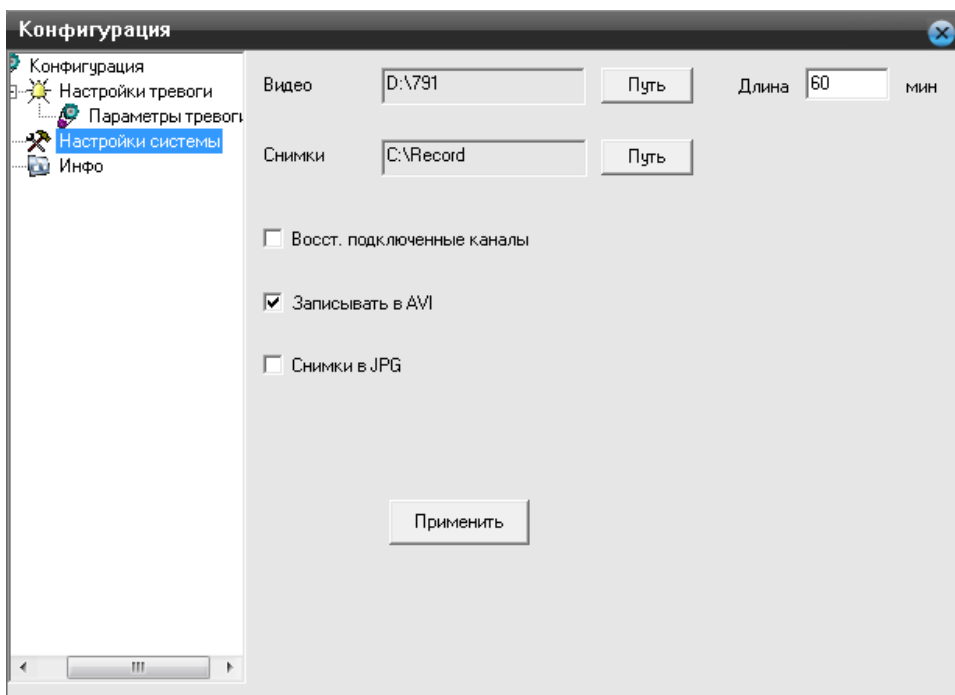 Конфигурация
Конфигурация
Настройки тревоги
Параметры тревоги
Настройки системы
Инфо
Видео D:\791 Путь Длина 60 мин
Снимки C:\Record Путь
Восст. подключенные каналы
Записывать в AVI
Снимки в JPG
Применить